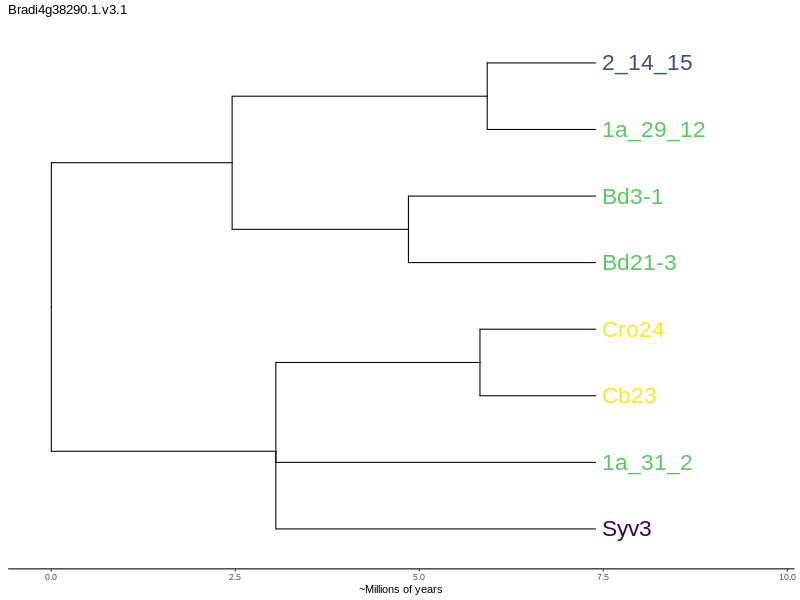 Bradi4g38290.1.v3.1
2_14_15
1a_29_12
Bd3-1
Bd21-3
Cro24
Cb23
1a_31_2
Syv3
0.0 2.5 5.0 7.5 10.0
~Millions of years